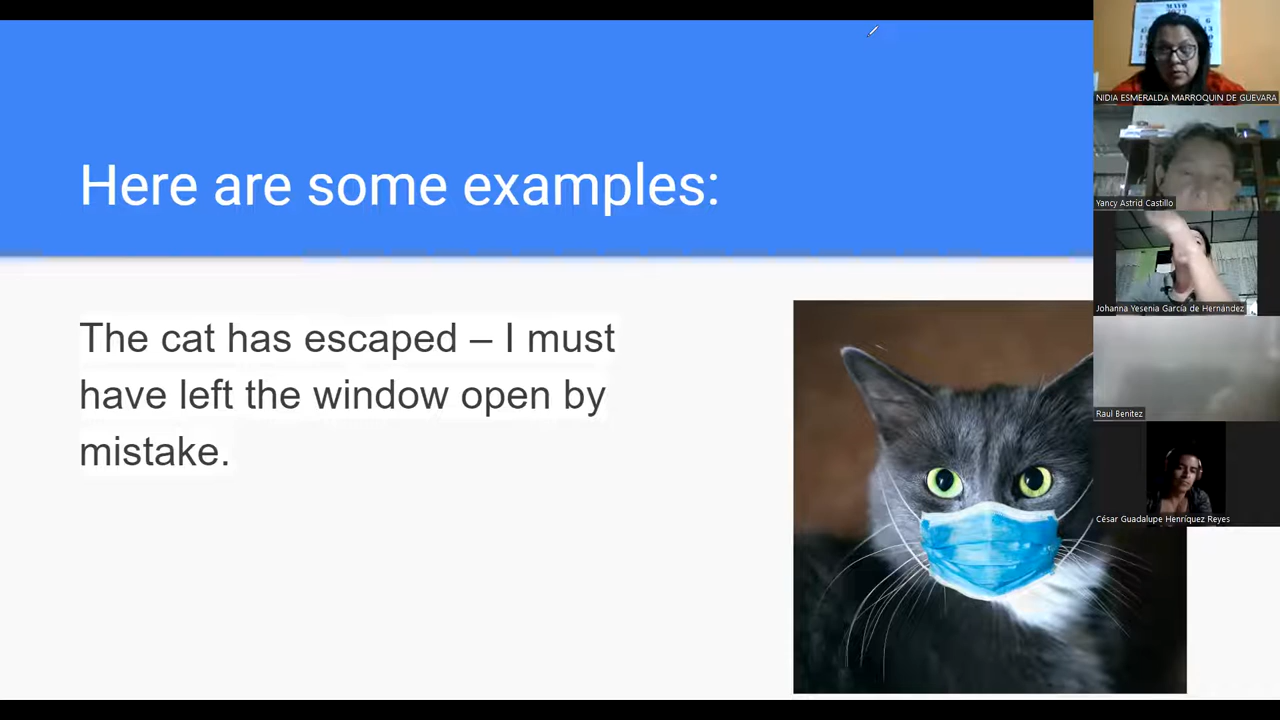 MAYO
NIDIA ESMERALDA MARROQUIN DE GUEVARA
Yancy Astrid Castillo
Here are some examples:
Johanna Yesenia García de Hernández
The cat has escaped – I must
have left the window open by
mistake.
Raul Benitez
César Guadalupe Henríquez Reyes